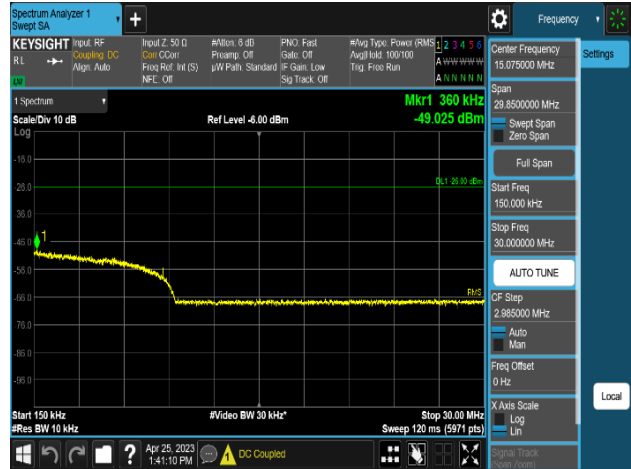 Spectrum Analyzer 1
Swept SA
Frequency
KEYSIGHT
Input: RF
Input Z: 50 Ω
#Atten: 6 dB
PNO: Fast
#Avg Type: Power (RMS
1 2 3 4 5 6
RL
Coupling: DC
Corr CCorr
Preamp: Off
Gate: Off
Avg|Hold: 100/100
A WW WW W
Align: Auto
Freq Ref: Int (S)
µW Path: Standard
IF Gain: Low
Trig: Free Run
NFE: Off
Sig Track: Off
A N N N N N
1 Spectrum
Mkr1 360 kHz
Scale/Div 10 dB
Ref Level -6.00 dBm
-49.025 dBm
Log
-16.0
DL1 -26.00 dBm
-26.0
-36.0
1
-46.0
-56.0
RMS
-66.0
-76.0
-86.0
-96.0
Start 150 kHz
#Video BW 30 kHz*
Stop 30.00 MHz
#Res BW 10 kHz
Sweep 120 ms (5971 pts)
Apr 25, 2023
1:41:10 PM
DC Coupled
Center Frequency
15.075000 MHz
Settings
Span
29.8500000 MHz
Swept Span
Zero Span
Full Span
Start Freq
150.000 kHz
Stop Freq
30.000000 MHz
AUTO TUNE
CF Step
2.985000 MHz
Auto
Man
Freq Offset
0 Hz
X Axis Scale
Log
Lin
Local
Signal Track
(Span Zoom)